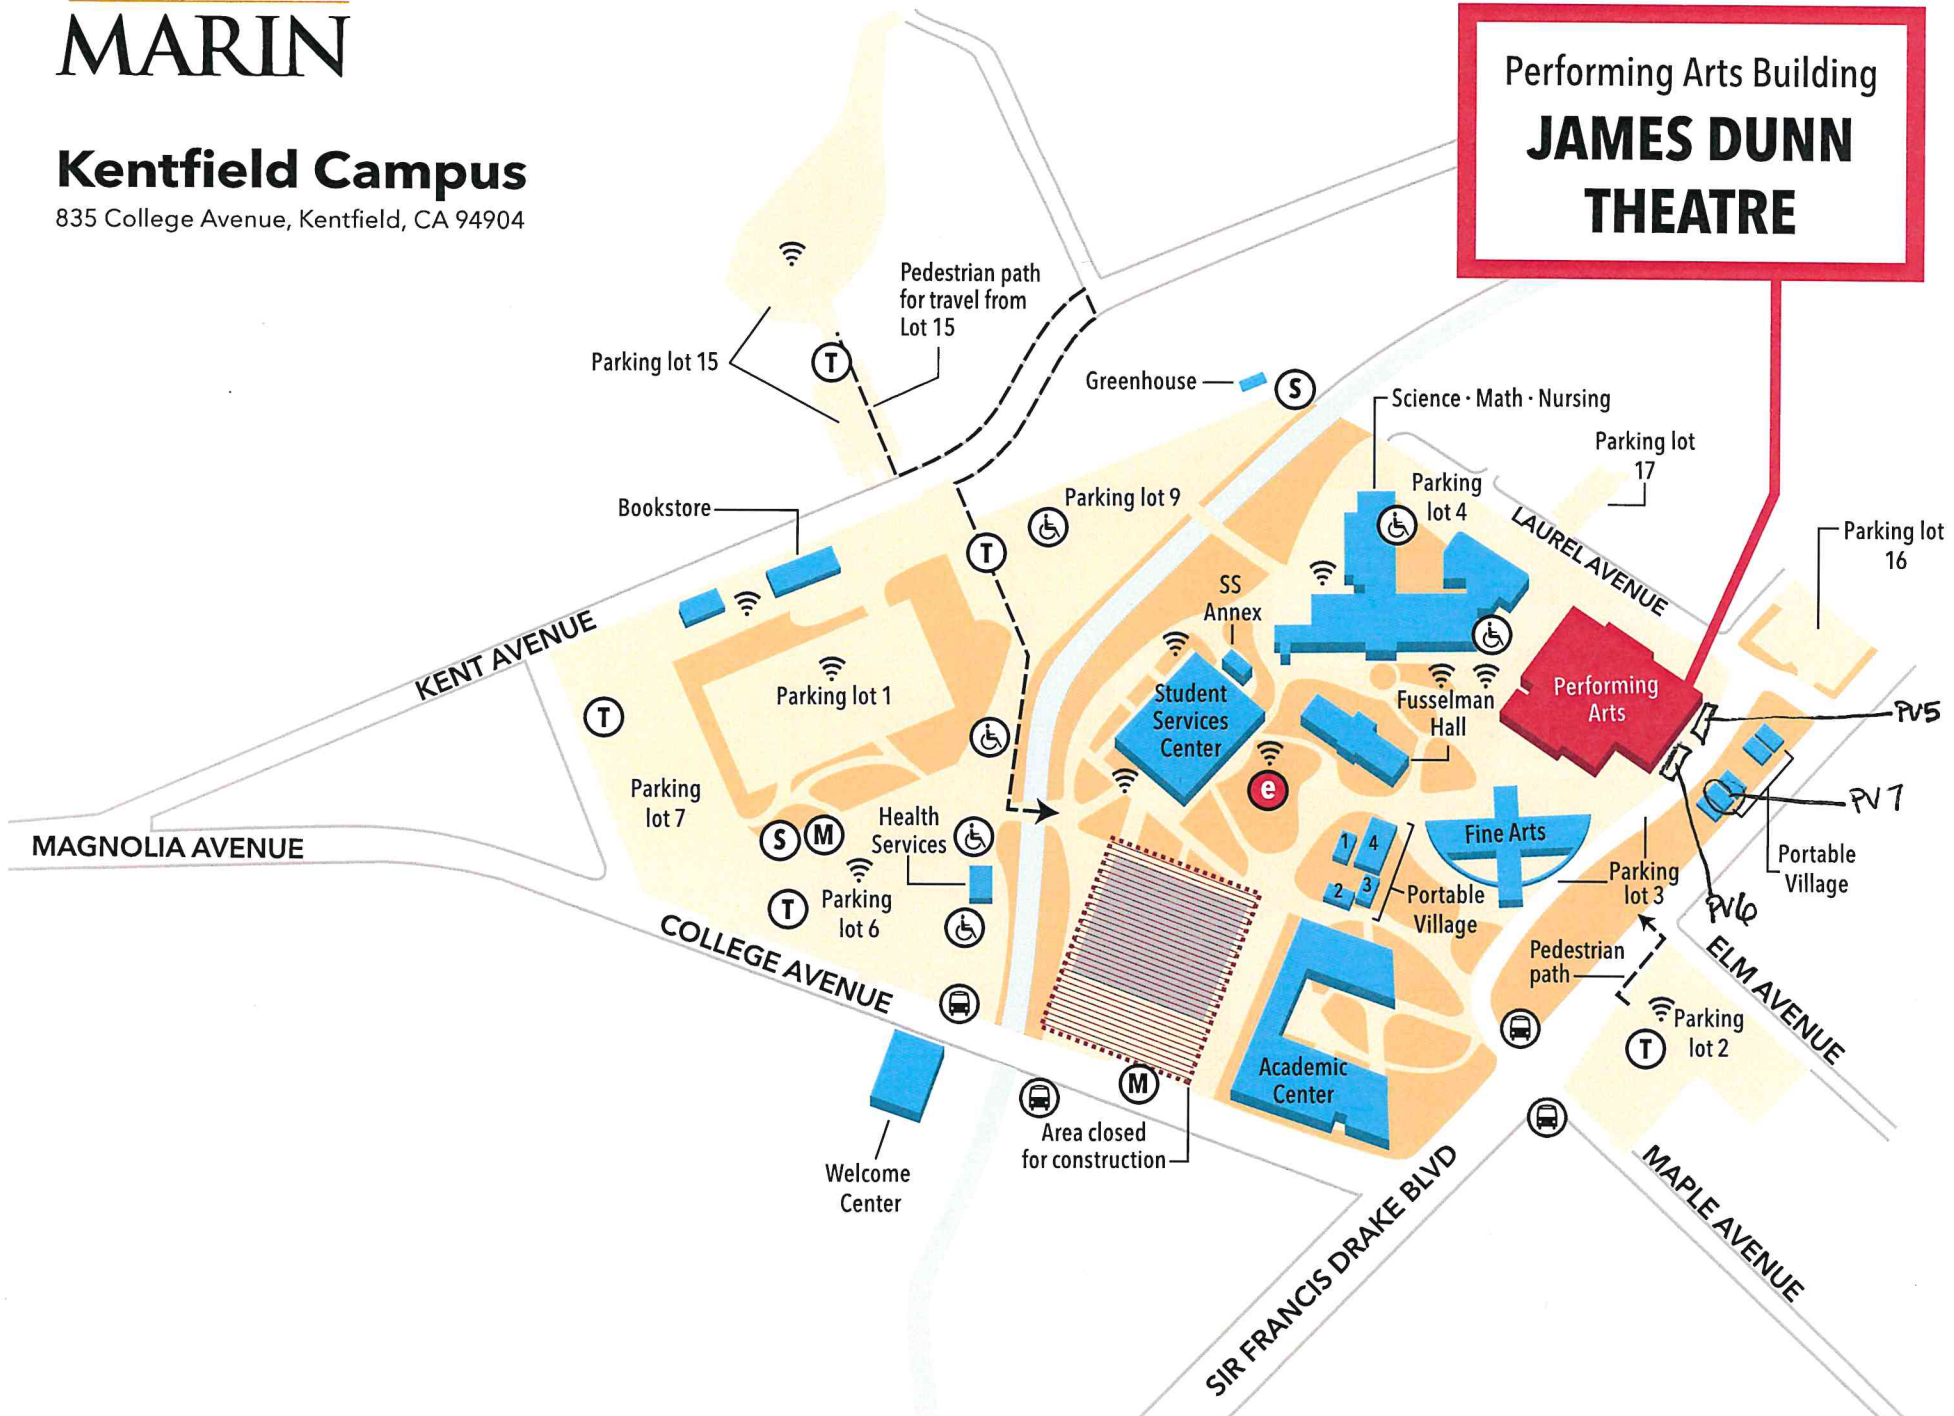 MARIN
Kentfield Campus
835 College Avenue, Kentfield, CA 94904
Performing Arts Building
JAMES DUNN
THEATRE
Pedestrian path
for travel from
Lot 15
Parking lot 15
T
Greenhouse
S
Science · Math · Nursing
Parking lot
17
Parking
lot 4
Parking lot 9
Bookstore
LAUREL AVENUE
Parking lot
16
T
SS
Annex
KENT AVENUE
Parking lot 1
T
Student
Services
Center
Fusselman
Hall
Performing
Arts
PV5
Parking
lot 7
e
PV7
MAGNOLIA AVENUE
S
M
Health
Services
1
4
2
3
Fine Arts
Portable
Village
Parking
lot 3
Portable
Village
PV6
T
Parking
lot 6
COLLEGE AVENUE
Pedestrian
path
ELM AVENUE
Parking
lot 2
T
Academic
Center
M
Area closed
for construction
Welcome
Center
MAPLE AVENUE
SIR FRANCIS DRAKE BLVD